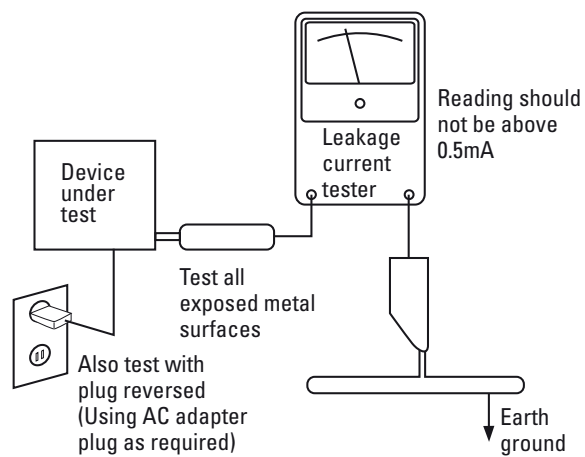 Device
under
test
Leakage
current
tester
Reading should
not be above
0.5mA
Test all
exposed metal
surfaces
Also test with
plug reversed
(Using AC adapter
plug as required)
Earth
ground